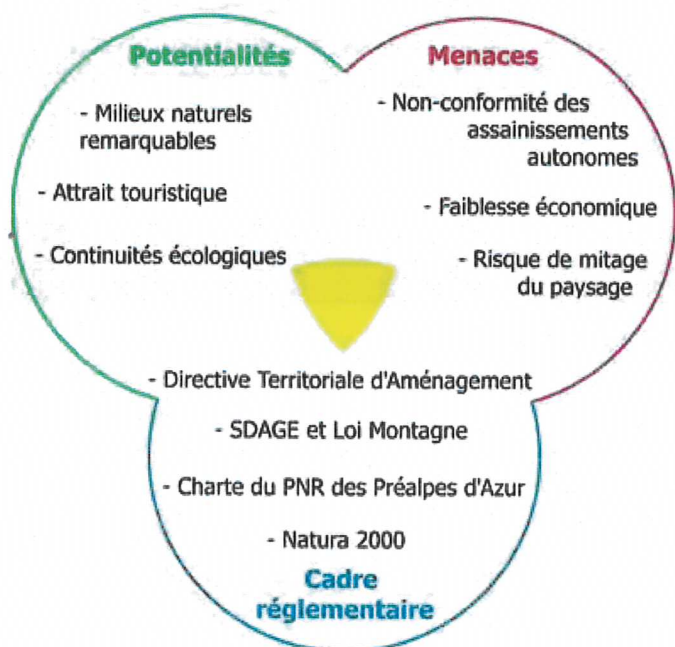 Potentialités
- Milieux naturels
remarquables
- Attrait touristique
- Continuités écologiques
Menaces
- Non-conformité des
assainissements
autonomes
- Faiblesse économique
- Risque de mitage
du paysage
- Directive Territoriale d'Aménagement
- SDAGE et Loi Montagne
- Charte du PNR des Préalpes d'Azur
- Natura 2000
Cadre
réglementaire